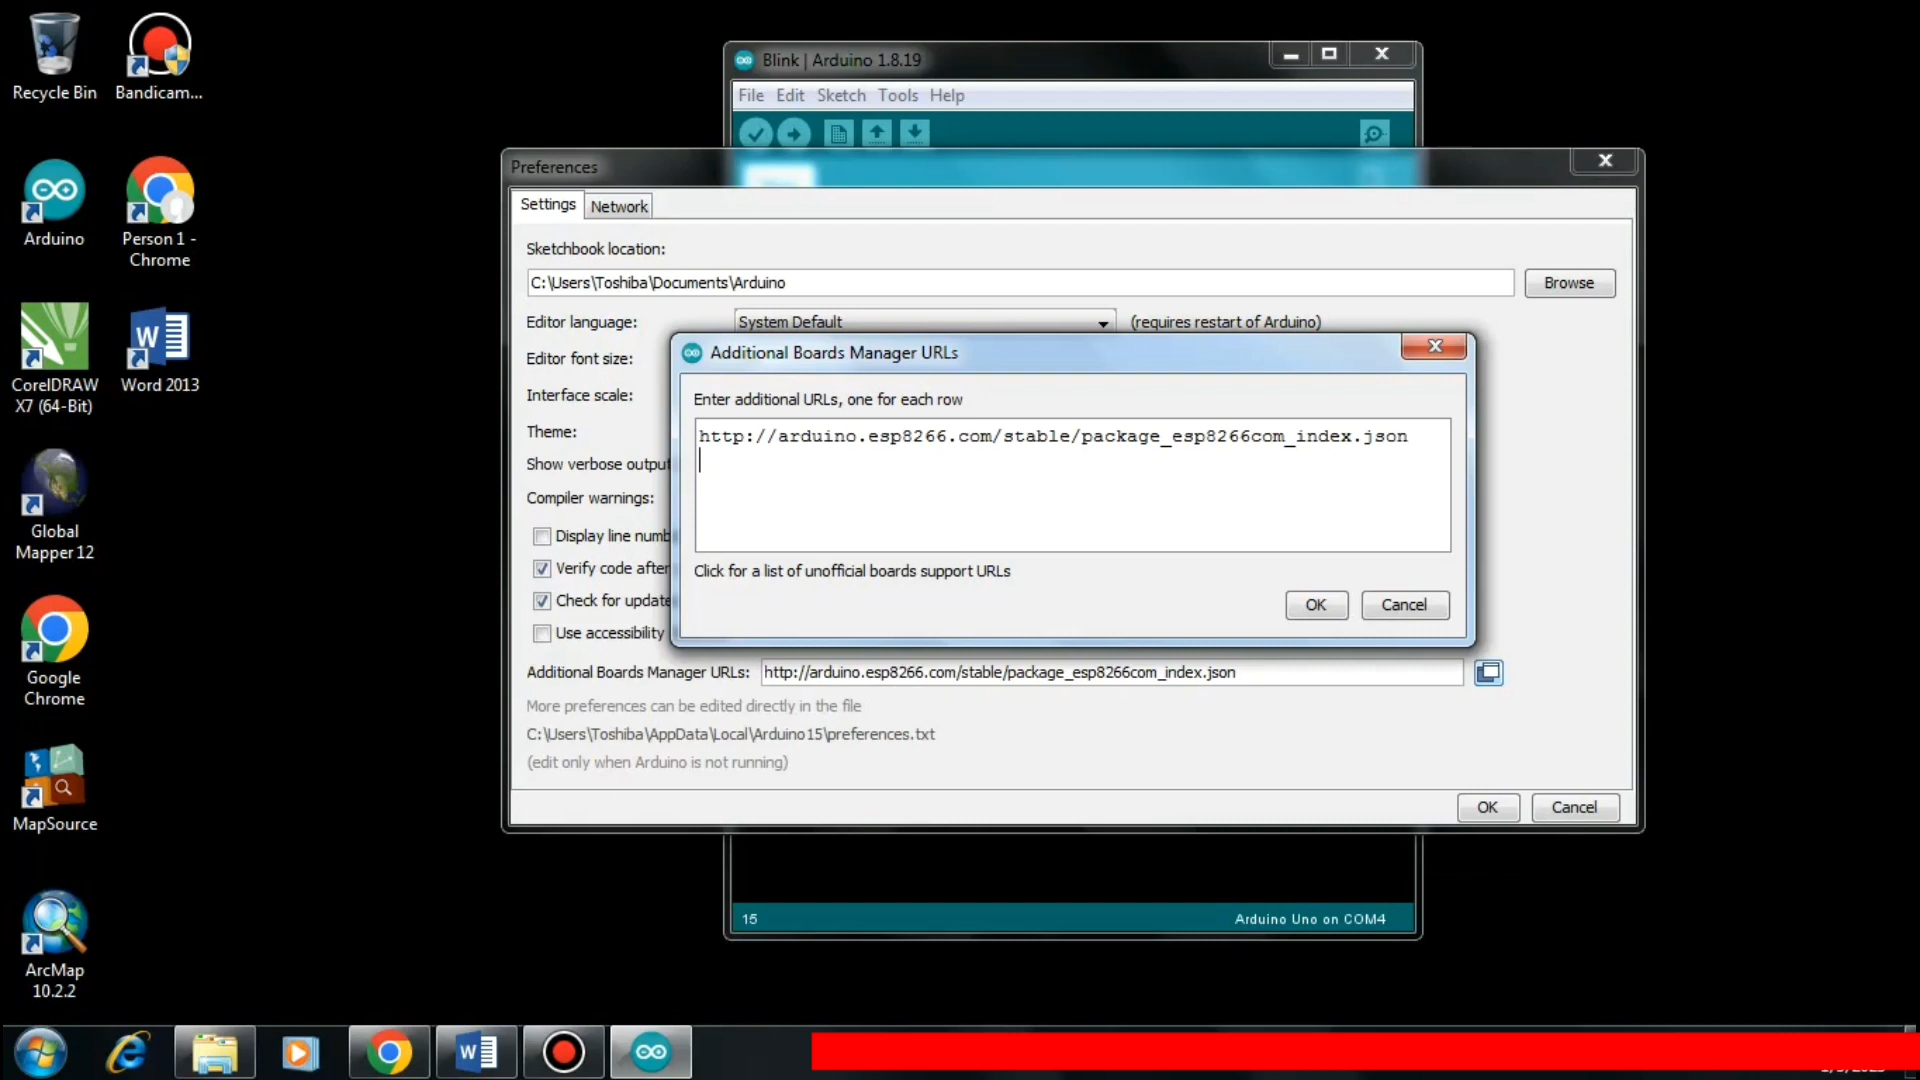 Recycle Bin
Bandicam...
Arduino
Person 1 -
Chrome
CorelDRAW
X7 (64-Bit)
Word 2013
Global
Mapper 12
Google
Chrome
MapSource
ArcMap
10.2.2
Blink | Arduino 1.8.19
File Edit Sketch Tools Help
Preferences
Settings Network
Sketchbook location:
C:\Users\Toshiba\Documents\Arduino
Browse
Editor language: System Default (requires restart of Arduino)
Editor font size:
Interface scale:
Theme:
Show verbose output
Compiler warnings:
Display line numb
Verify code after
Check for update
Use accessibility
Additional Boards Manager URLs
Enter additional URLs, one for each row
http://arduino.esp8266.com/stable/package_esp8266com_index.json
Click for a list of unofficial boards support URLs
OK Cancel
Additional Boards Manager URLs: http://arduino.esp8266.com/stable/package_esp8266com_index.json
More preferences can be edited directly in the file
C:\Users\Toshiba\AppData\Local\Arduino15\preferences.txt
(edit only when Arduino is not running)
OK Cancel
15 Arduino Uno on COM4